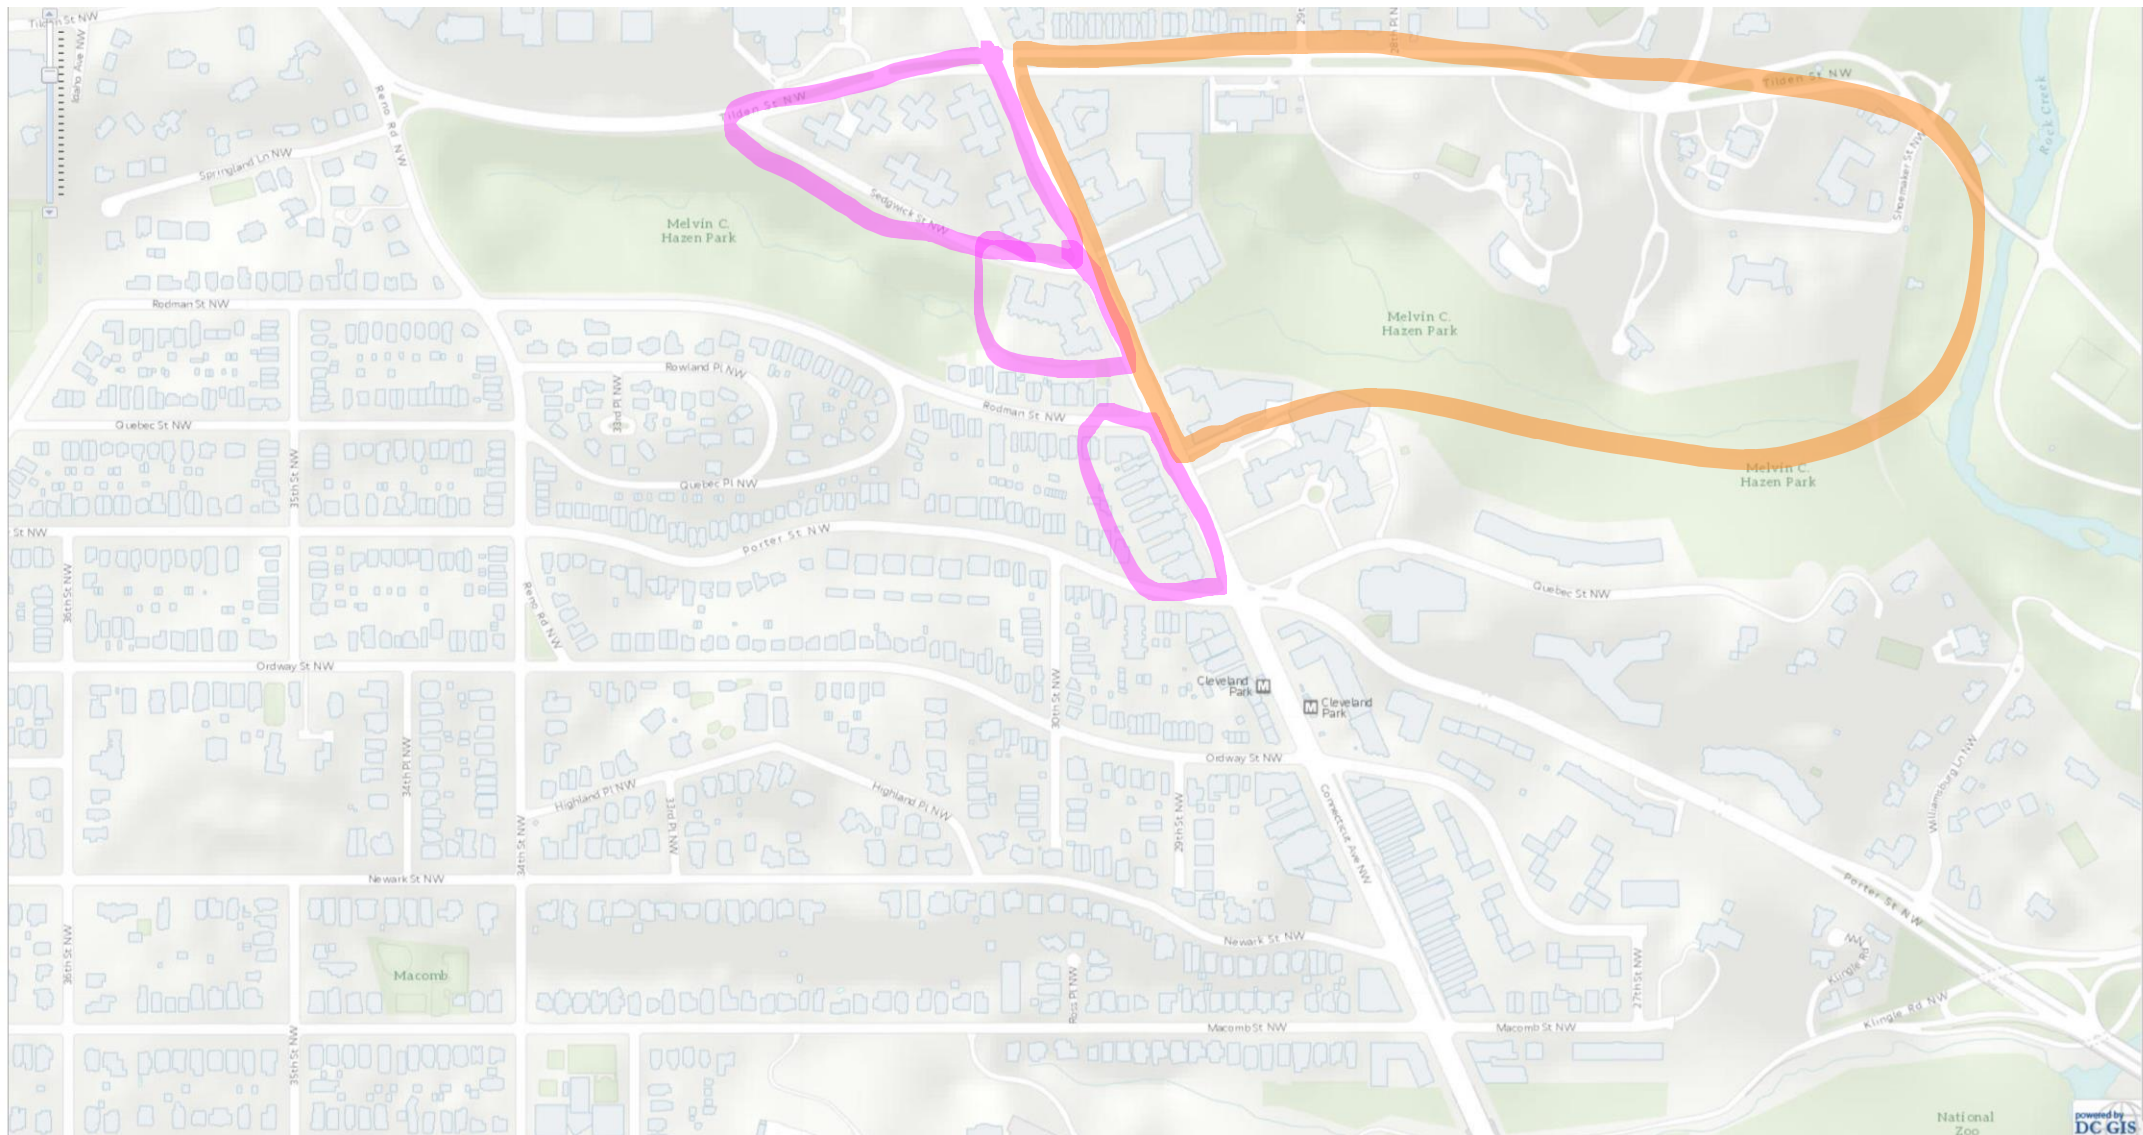 Tilden St NW
Idaho Ave NW
Reno Rd NW
Springland Ln NW
Tilden St NW
Sedgwick St NW
Melvin C.
Hazen Park
29t
28th Pl N
Tilden St NW
Shoemaker St NW
Rock Creek
Melvin C.
Hazen Park
Melvin C.
Hazen Park
Rodman St NW
Rowland Pl NW
33rd Pl NW
Rodman St NW
Quebec St NW
35th St NW
Quebec Pl NW
St NW
Porter St NW
36th St NW
Reno Rd NW
Quebec St NW
Ordway St NW
Cleveland
Park
M
M
Cleveland
Park
30th St NW
34th Pl NW
Ordway St NW
Highland Pl NW
33rd Pl NW
Highland Pl NW
34th St NW
29th St NW
Connecticut Ave NW
Williamsburg Ln NW
Newark St NW
Porter St NW
36th St NW
Macomb
Newark St NW
Ross Pl NW
27th St NW
NW
Klingle Rd
Klingle Rd NW
Macomb St NW
Macomb St NW
35th St NW
National
Zoo
powered by
DC GIS